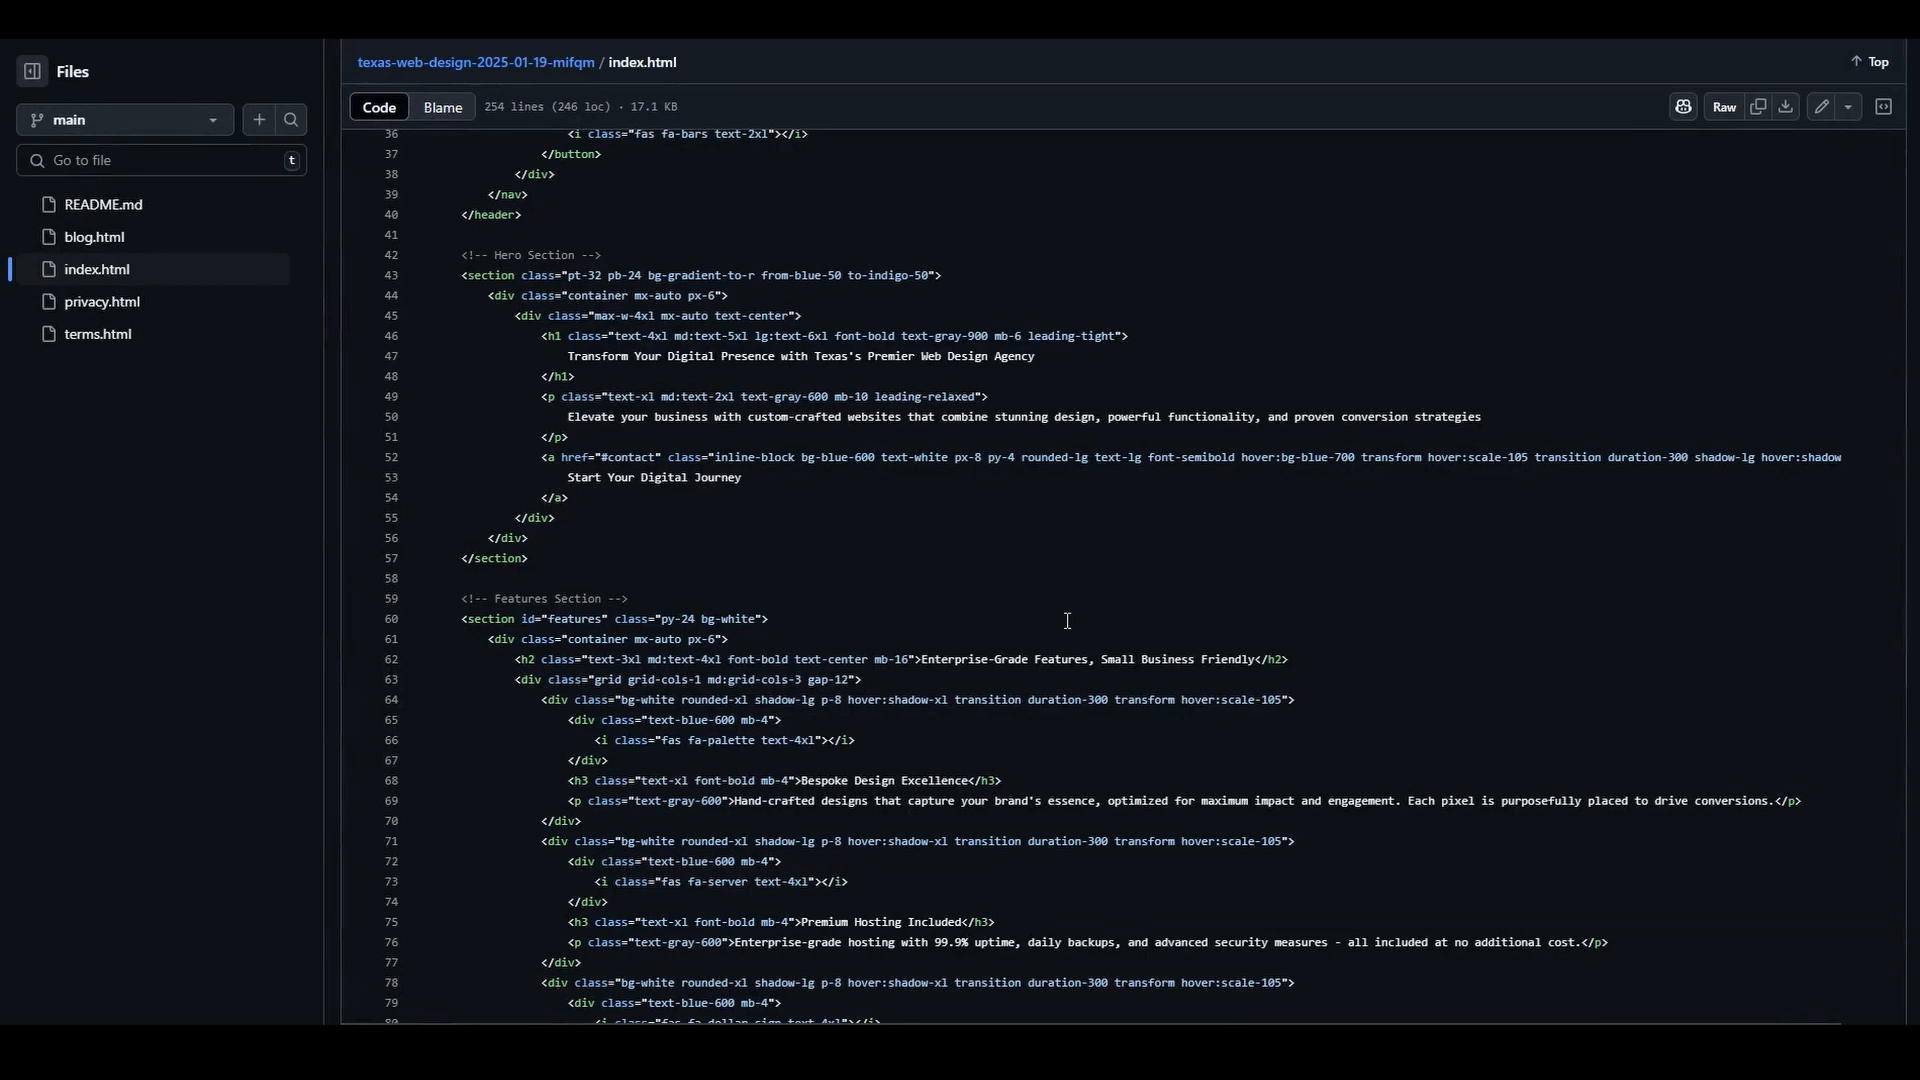 Files
main
Go to file
t
README.md
blog.html
index.html
privacy.html
terms.html
texas-web-design-2025-01-19-mifqm / index.html
Top
Code Blame 254 lines (246 loc) · 17.1 KB
Raw
36 <i class="fas fa-bars text-2xl"></i>
37 </button>
38 </div>
39 </nav>
40 </header>
41
42 <!-- Hero Section -->
43 <section class="pt-32 pb-24 bg-gradient-to-r from-blue-50 to-indigo-50">
44 <div class="container mx-auto px-6">
45 <div class="max-w-4xl mx-auto text-center">
46 <h1 class="text-4xl md:text-5xl lg:text-6xl font-bold text-gray-900 mb-6 leading-tight">
47 Transform Your Digital Presence with Texas's Premier Web Design Agency
48 </h1>
49 <p class="text-xl md:text-2xl text-gray-600 mb-10 leading-relaxed">
50 Elevate your business with custom-crafted websites that combine stunning design, powerful functionality, and proven conversion strategies
51 </p>
52 <a href="#contact" class="inline-block bg-blue-600 text-white px-8 py-4 rounded-lg text-lg font-semibold hover:bg-blue-700 transform hover:scale-105 transition duration-300 shadow-lg hover:shadow
53 Start Your Digital Journey
54 </a>
55 </div>
56 </div>
57 </section>
58
59 <!-- Features Section -->
60 <section id="features" class="py-24 bg-white">
61 <div class="container mx-auto px-6">
62 <h2 class="text-3xl md:text-4xl font-bold text-center mb-16">Enterprise-Grade Features, Small Business Friendly</h2>
63 <div class="grid grid-cols-1 md:grid-cols-3 gap-12">
64 <div class="bg-white rounded-xl shadow-lg p-8 hover:shadow-xl transition duration-300 transform hover:scale-105">
65 <div class="text-blue-600 mb-4">
66 <i class="fas fa-palette text-4xl"></i>
67 </div>
68 <h3 class="text-xl font-bold mb-4">Bespoke Design Excellence</h3>
69 <p class="text-gray-600">Hand-crafted designs that capture your brand's essence, optimized for maximum impact and engagement. Each pixel is purposefully placed to drive conversions.</p>
70 </div>
71 <div class="bg-white rounded-xl shadow-lg p-8 hover:shadow-xl transition duration-300 transform hover:scale-105">
72 <div class="text-blue-600 mb-4">
73 <i class="fas fa-server text-4xl"></i>
74 </div>
75 <h3 class="text-xl font-bold mb-4">Premium Hosting Included</h3>
76 <p class="text-gray-600">Enterprise-grade hosting with 99.9% uptime, daily backups, and advanced security measures - all included at no additional cost.</p>
77 </div>
78 <div class="bg-white rounded-xl shadow-lg p-8 hover:shadow-xl transition duration-300 transform hover:scale-105">
79 <div class="text-blue-600 mb-4">
80 <i class="fas fa-dollar-sign text-4xl"></i>